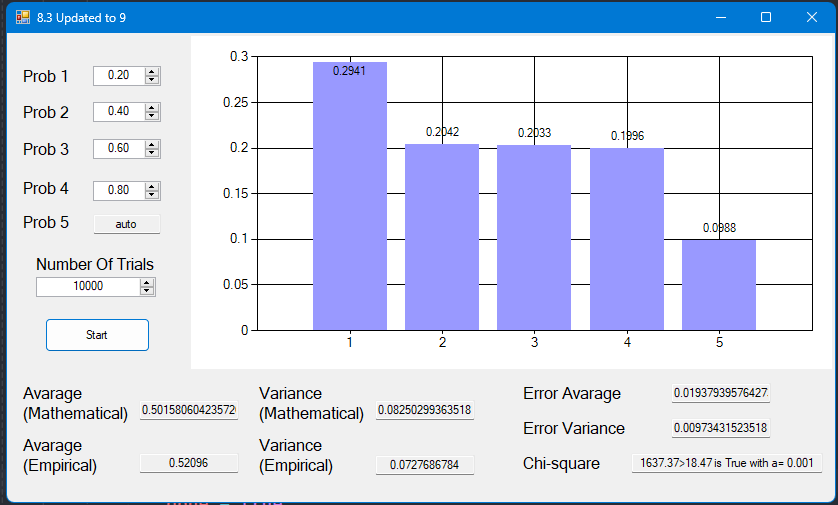 8.3 Updated to 9
Prob 1 0.20
Prob 2 0.40
Prob 3 0.60
Prob 4 0.80
Prob 5 auto
Number Of Trials
10000
Start
0.3
0.25
0.2
0.15
0.1
0.05
0
0.2941
0.2042
0.2033
0.1996
0.0988
1 2 3 4 5
Avarage
(Mathematical) 0.5015806042357
Avarage
(Empirical) 0.52096
Variance
(Mathematical) 0.08250299363518
Variance
(Empirical) 0.0727686784
Error Avarage 0.0193793957642
Error Variance 0.00973431523518
Chi-square 1637.37>18.47 is True with a= 0.001